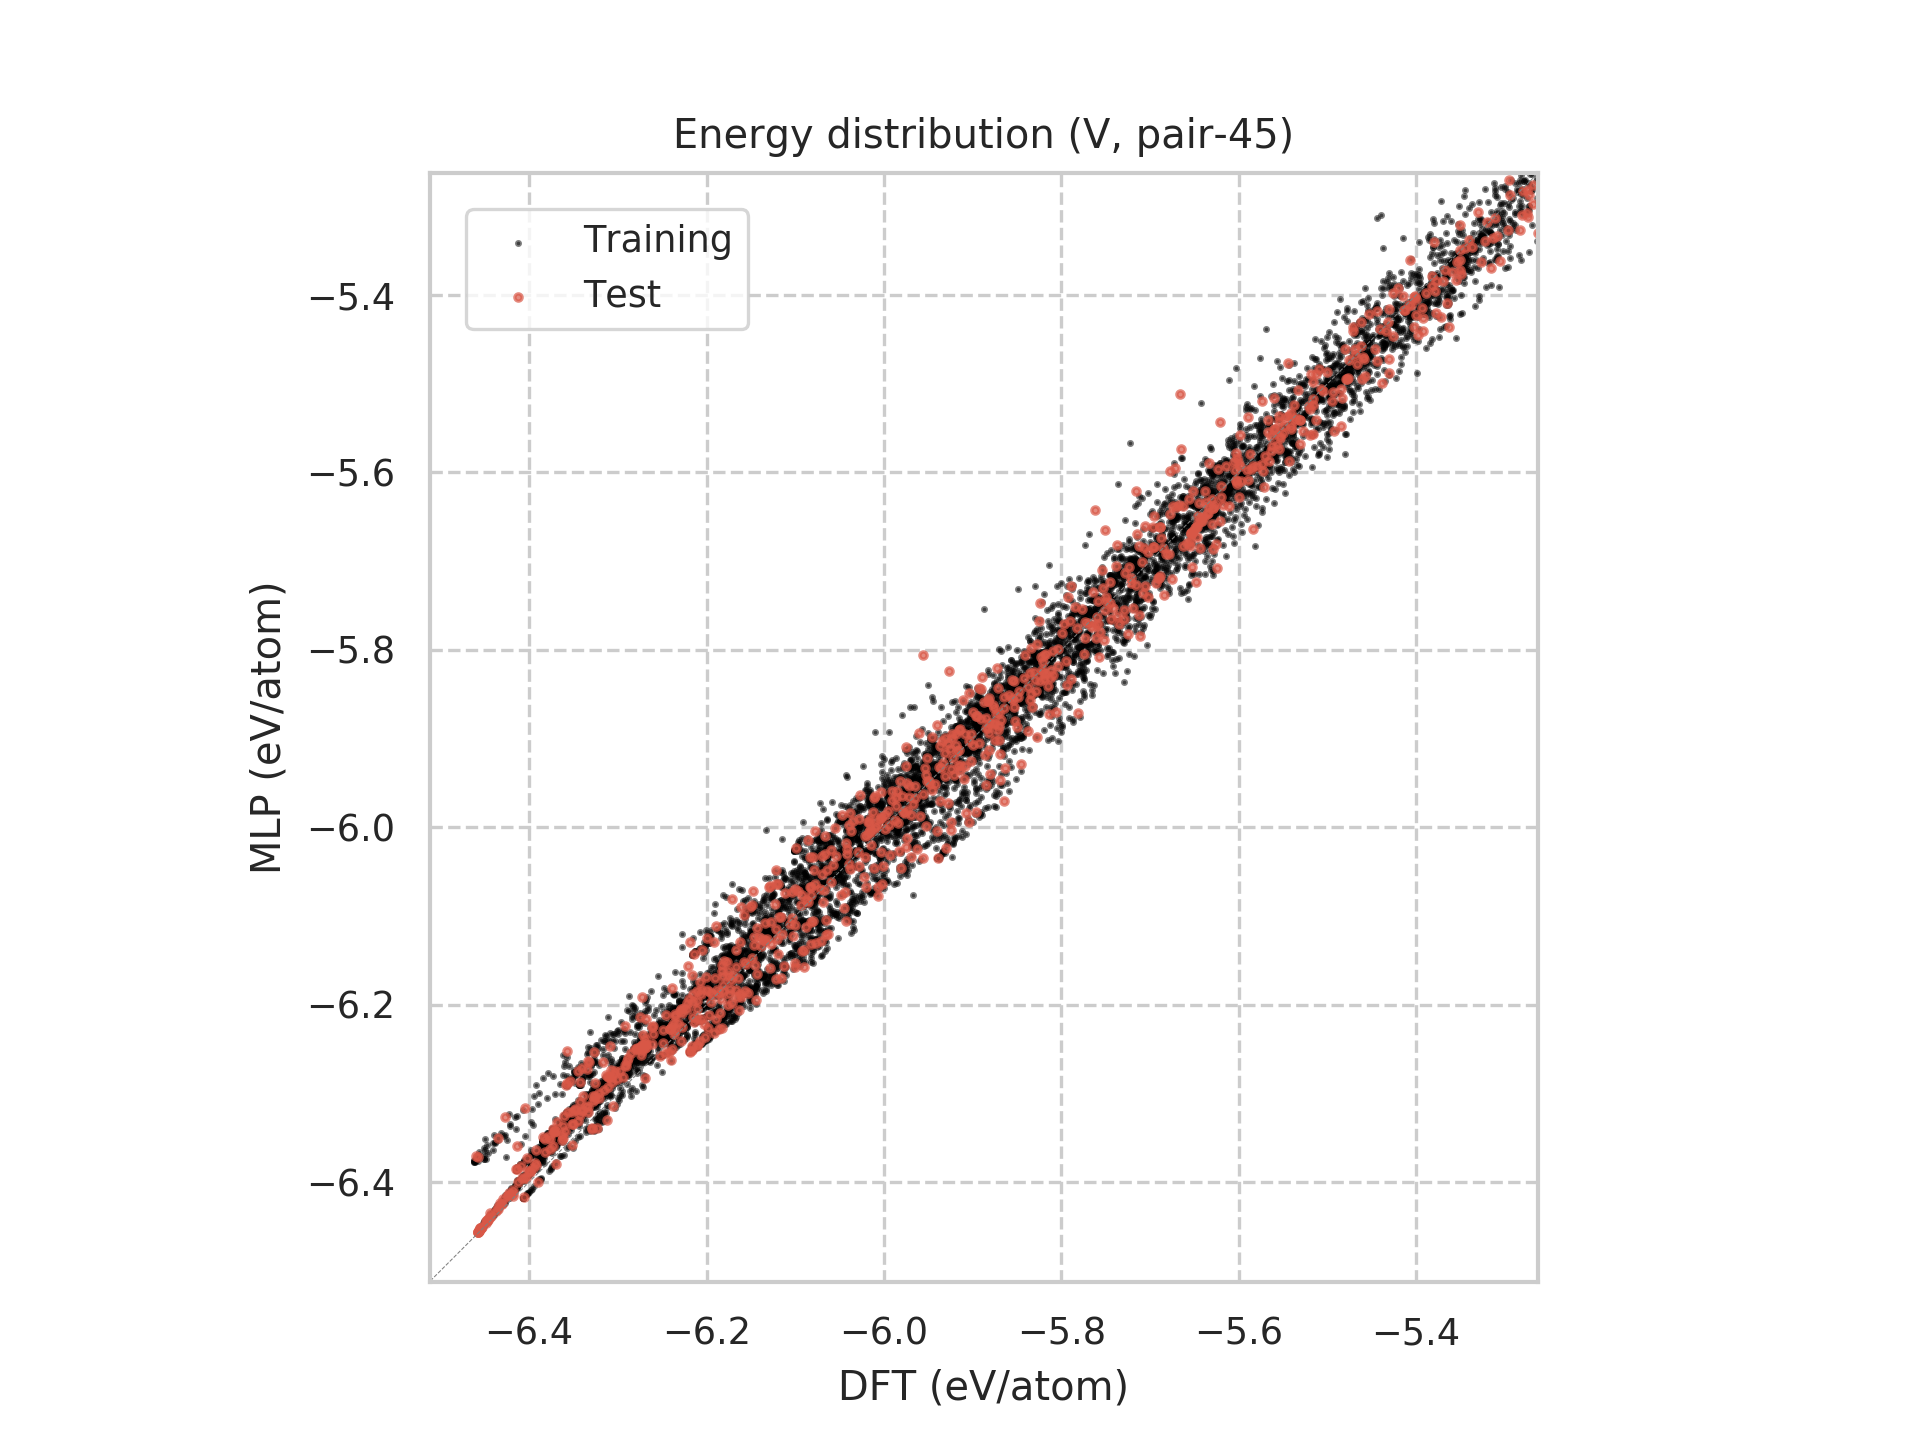 Energy distribution (V, pair-45)
Training
Test
−5.4
−5.6
−5.8
−6.0
−6.2
−6.4
MLP (eV/atom)
−6.4 −6.2 −6.0 −5.8 −5.6 −5.4
DFT (eV/atom)